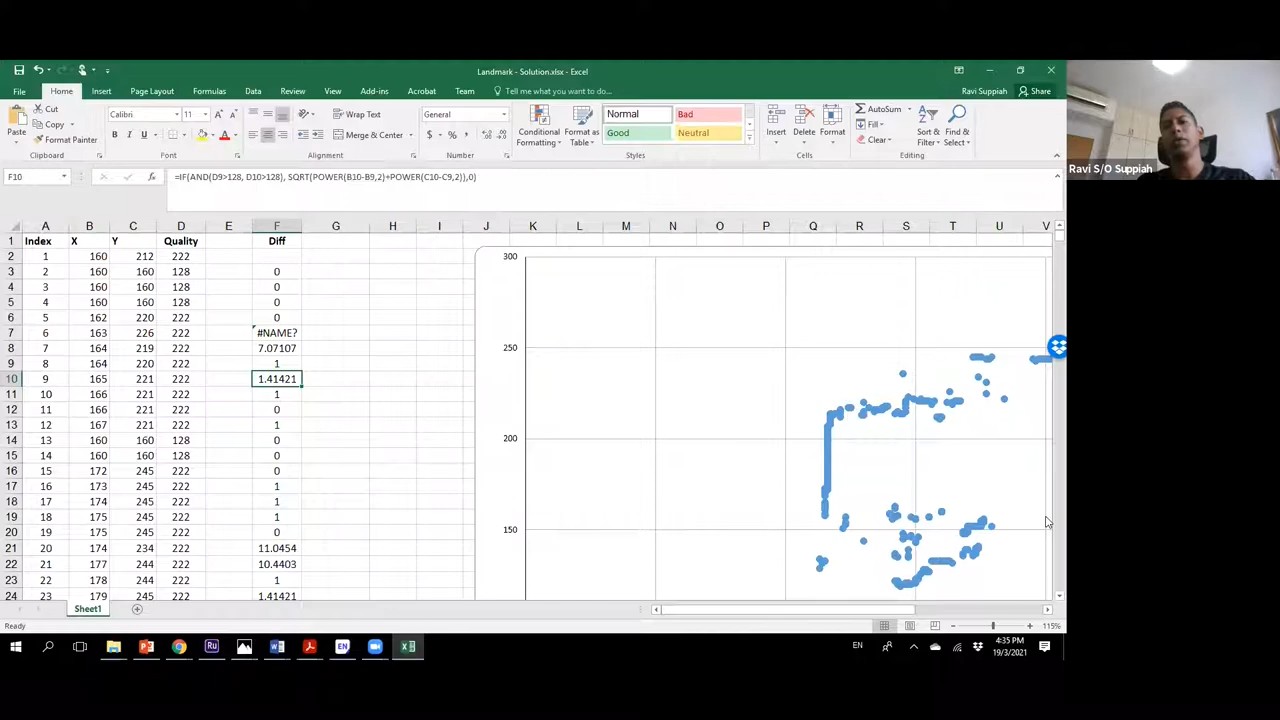 Landmark - Solution.xlsx - Excel
File Home Insert Page Layout Formulas Data Review View Add-ins Acrobat Team Tell me what you want to do... Ravi Suppiah Share
Paste
Cut
Copy
Format Painter
Clipboard
Calibri 11
B I U
Font
Wrap Text
Merge & Center
Alignment
General
$ % ,
Number
Conditional Formatting
Format as Table
Normal Bad
Good Neutral
Styles
Insert Delete Format
Cells
AutoSum
Fill
Clear
Sort & Filter
Find & Select
Editing
Ravi S/O Suppiah
F10 fx =IF(AND(D9>128, D10>128), SQRT(POWER(B10-B9,2)+POWER(C10-C9,2)),0)
A B C D E F G H I J K L M N O P Q R S T U V
1 Index X Y Quality Diff
2 1 160 212 222
3 2 160 160 128 0
4 3 160 160 128 0
5 4 160 160 128 0
6 5 162 220 222 0
7 6 163 226 222 #NAME?
8 7 164 219 222 7.07107
9 8 164 220 222 1
10 9 165 221 222 1.41421
11 10 166 221 222 1
12 11 166 221 222 0
13 12 167 221 222 1
14 13 160 160 128 0
15 14 160 160 128 0
16 15 172 245 222 0
17 16 173 245 222 1
18 17 174 245 222 1
19 18 175 245 222 1
20 19 175 245 222 0
21 20 174 234 222 11.0454
22 21 177 244 222 10.4403
23 22 178 244 222 1
24 23 179 245 222 1.41421
300
250
200
150
Sheet1
Ready
115%
EN
4:35 PM
19/3/2021